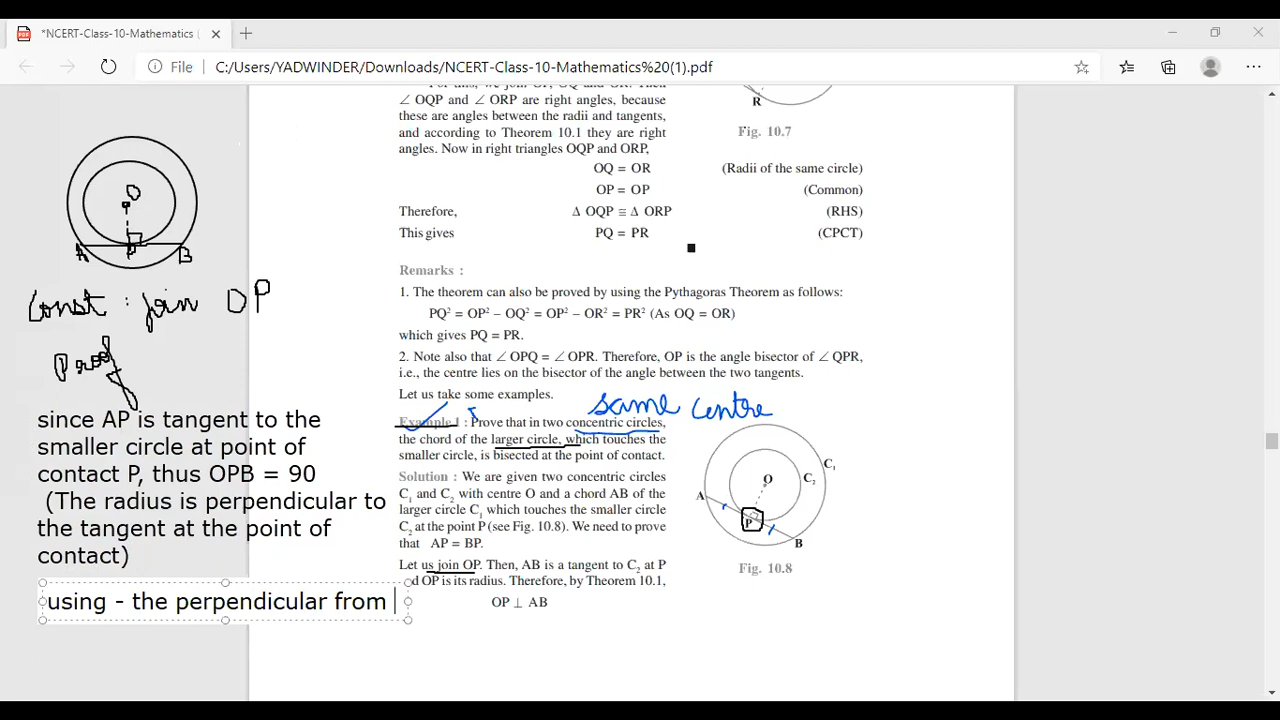 *NCERT-Class-10-Mathematics (
File C:/Users/YADWINDER/Downloads/NCERT-Class-10-Mathematics%20(1).pdf
O
A P B
Const : join OP
Proof
since AP is tangent to the
smaller circle at point of
contact P, thus OPB = 90
(The radius is perpendicular to
the tangent at the point of
contact)
using - the perpendicular from
∠ OQP and ∠ ORP are right angles, because
these are angles between the radii and tangents,
and according to Theorem 10.1 they are right
angles. Now in right triangles OQP and ORP,
R
Fig. 10.7
OQ = OR (Radii of the same circle)
OP = OP (Common)
Therefore, Δ OQP ≅ Δ ORP (RHS)
This gives PQ = PR (CPCT)
Remarks :
1. The theorem can also be proved by using the Pythagoras Theorem as follows:
PQ² = OP² – OQ² = OP² – OR² = PR² (As OQ = OR)
which gives PQ = PR.
2. Note also that ∠ OPQ = ∠ OPR. Therefore, OP is the angle bisector of ∠ QPR,
i.e., the centre lies on the bisector of the angle between the two tangents.
Let us take some examples.
same centre
Example 1 : Prove that in two concentric circles,
the chord of the larger circle, which touches the
smaller circle, is bisected at the point of contact.
Solution : We are given two concentric circles
C₁ and C₂ with centre O and a chord AB of the
larger circle C₁ which touches the smaller circle
C₂ at the point P (see Fig. 10.8). We need to prove
that AP = BP.
Let us join OP. Then, AB is a tangent to C₂ at P
d OP is its radius. Therefore, by Theorem 10.1,
OP ⊥ AB
C₁
O C₂
A
P
B
Fig. 10.8